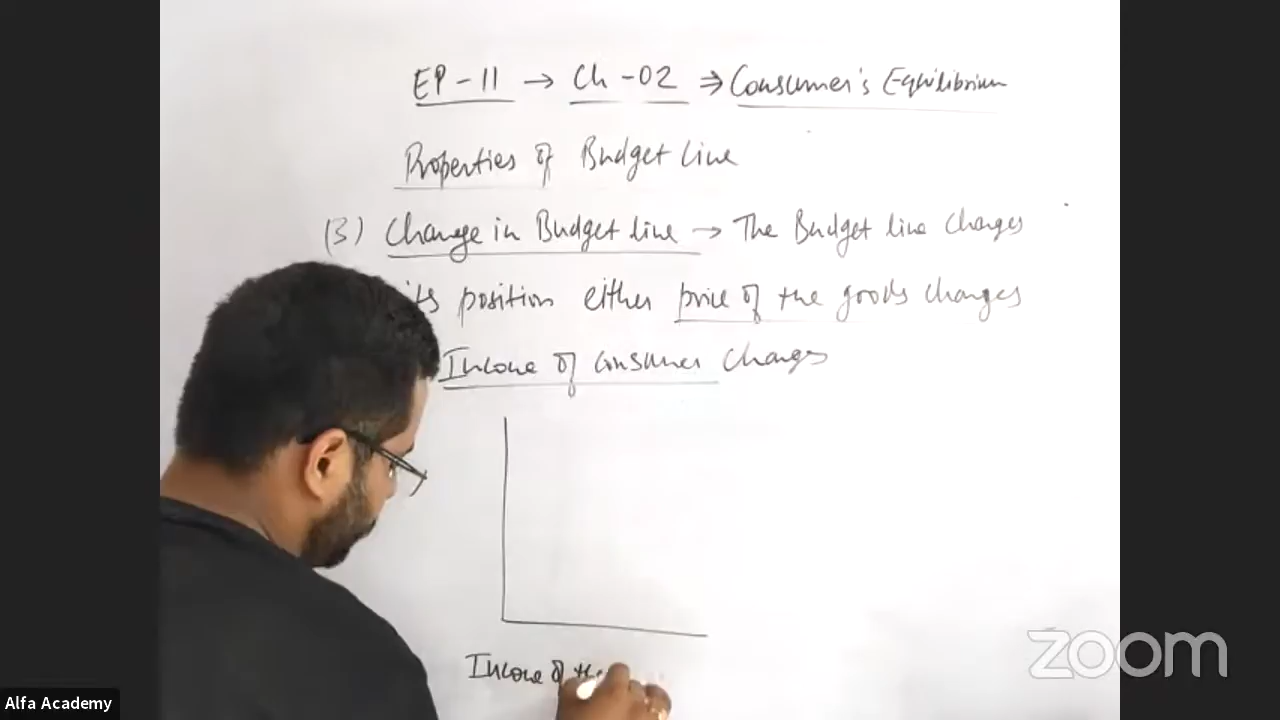 EP-11 → Ch-02 ⇒ Consumer's Equilibrium
Properties of Budget Line
(3) Change in Budget line → The Budget line changes
its position either price of the goods changes
Income of consumer changes
Income of the
zoom
Alfa Academy